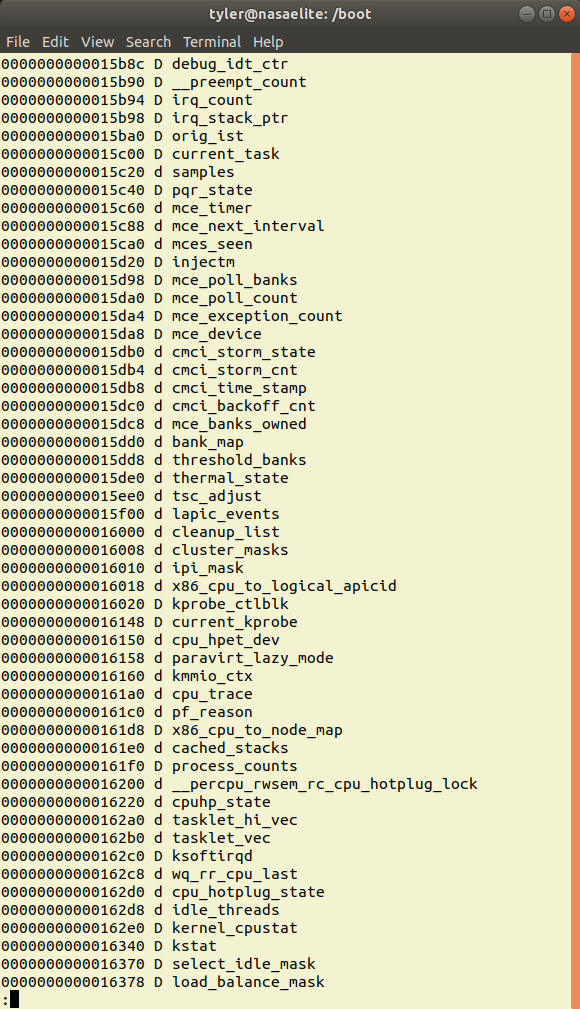 tyler@nasaelite: /boot
File Edit View Search Terminal Help
0000000000015b8c D debug_idt_ctr
0000000000015b90 D __preempt_count
0000000000015b94 D irq_count
0000000000015b98 D irq_stack_ptr
0000000000015ba0 D orig_ist
0000000000015c00 D current_task
0000000000015c20 d samples
0000000000015c40 D pqr_state
0000000000015c60 d mce_timer
0000000000015c88 d mce_next_interval
0000000000015ca0 d mces_seen
0000000000015d20 D injectm
0000000000015d98 D mce_poll_banks
0000000000015da0 D mce_poll_count
0000000000015da4 D mce_exception_count
0000000000015da8 D mce_device
0000000000015db0 d cmci_storm_state
0000000000015db4 d cmci_storm_cnt
0000000000015db8 d cmci_time_stamp
0000000000015dc0 d cmci_backoff_cnt
0000000000015dc8 d mce_banks_owned
0000000000015dd0 d bank_map
0000000000015dd8 d threshold_banks
0000000000015de0 d thermal_state
0000000000015ee0 d tsc_adjust
0000000000015f00 d lapic_events
0000000000016000 d cleanup_list
0000000000016008 d cluster_masks
0000000000016010 d ipi_mask
0000000000016018 d x86_cpu_to_logical_apicid
0000000000016020 D kprobe_ctlblk
0000000000016148 D current_kprobe
0000000000016150 d cpu_hpet_dev
0000000000016158 d paravirt_lazy_mode
0000000000016160 d kmmio_ctx
00000000000161a0 d cpu_trace
00000000000161c0 d pf_reason
00000000000161d8 D x86_cpu_to_node_map
00000000000161e0 d cached_stacks
00000000000161f0 D process_counts
0000000000016200 d __percpu_rwsem_rc_cpu_hotplug_lock
0000000000016220 d cpuhp_state
00000000000162a0 d tasklet_hi_vec
00000000000162b0 d tasklet_vec
00000000000162c0 D ksoftirqd
00000000000162c8 d wq_rr_cpu_last
00000000000162d0 d cpu_hotplug_state
00000000000162d8 d idle_threads
00000000000162e0 D kernel_cpustat
0000000000016340 D kstat
0000000000016370 D select_idle_mask
0000000000016378 D load_balance_mask
: